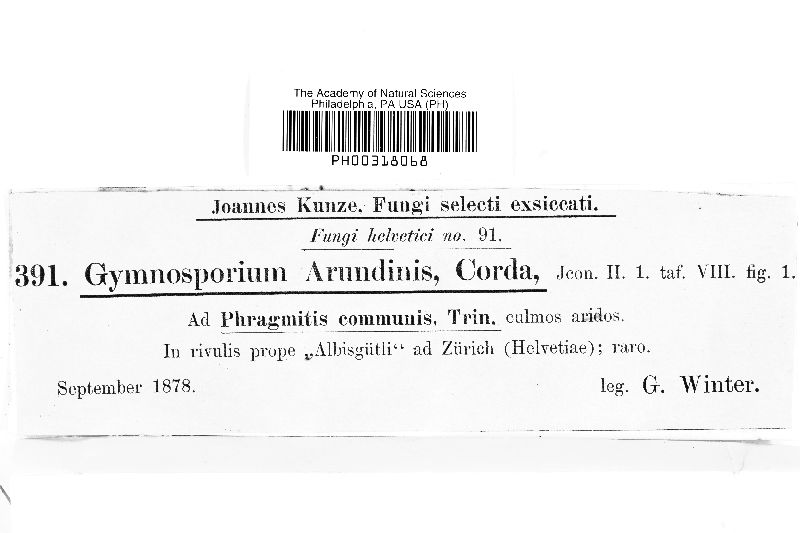 The Academy of Natural Sciences
Philadelphia, PA USA (PH)
PH00318068
Joannes Kunze. Fungi selecti exsiccati.
Fungi helvetici no. 91.
391. Gymnosporium Arundinis, Corda, Jcon. II. 1. taf. VIII. fig. 1.
Ad Phragmitis communis, Trin. culmos aridos.
In rivulis prope „Albisgütli“ ad Zürich (Helvetiae); raro.
September 1878.
leg. G. Winter.